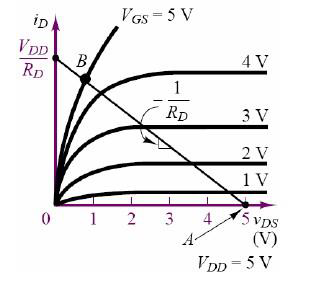 i_D
V_GS = 5 V
V_DD
R_D
B
4 V
1
R_D
3 V
2 V
1 V
0 1 2 3 4 5 v_DS
(V)
A
V_DD = 5 V